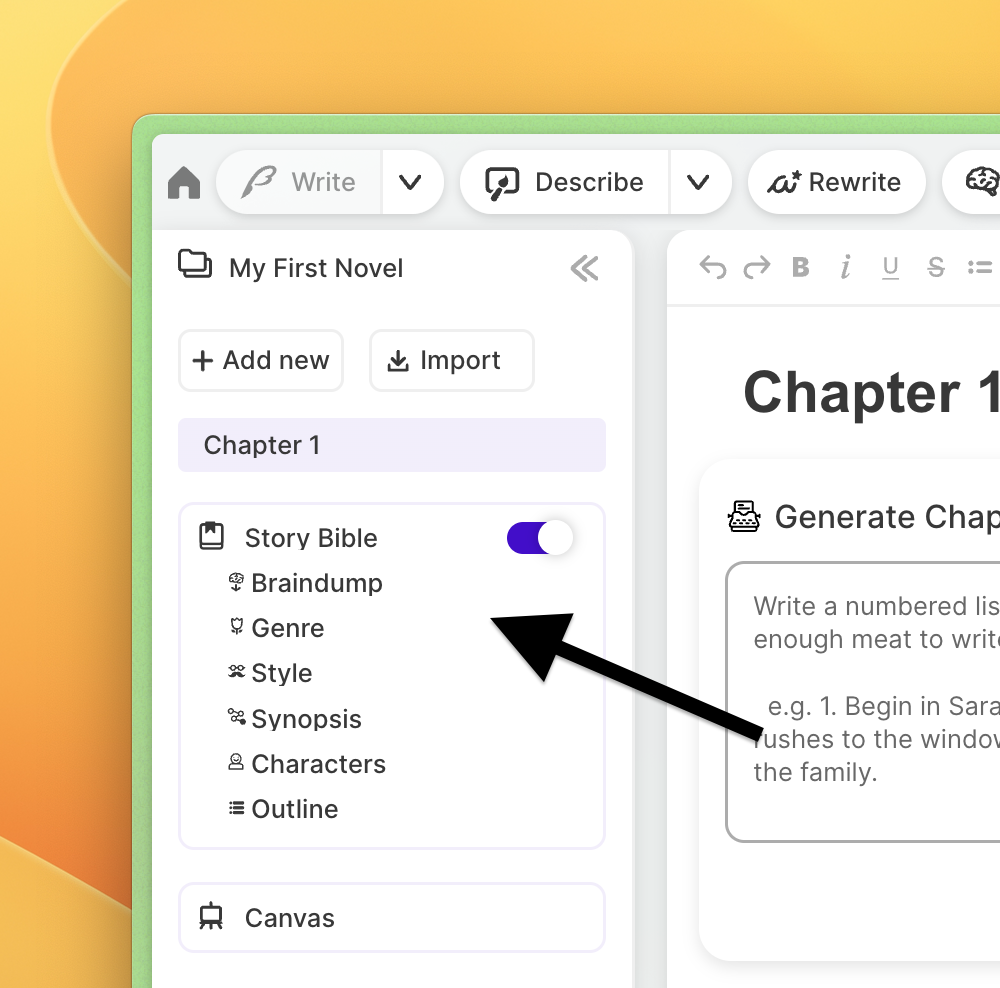 Write
Describe
Rewrite
My First Novel
B i U S
+ Add new
Import
Chapter 1
Story Bible
Braindump
Genre
Style
Synopsis
Characters
Outline
Canvas
Chapter 1
Generate Chap
Write a numbered lis
enough meat to write
e.g. 1. Begin in Sara
rushes to the window
the family.